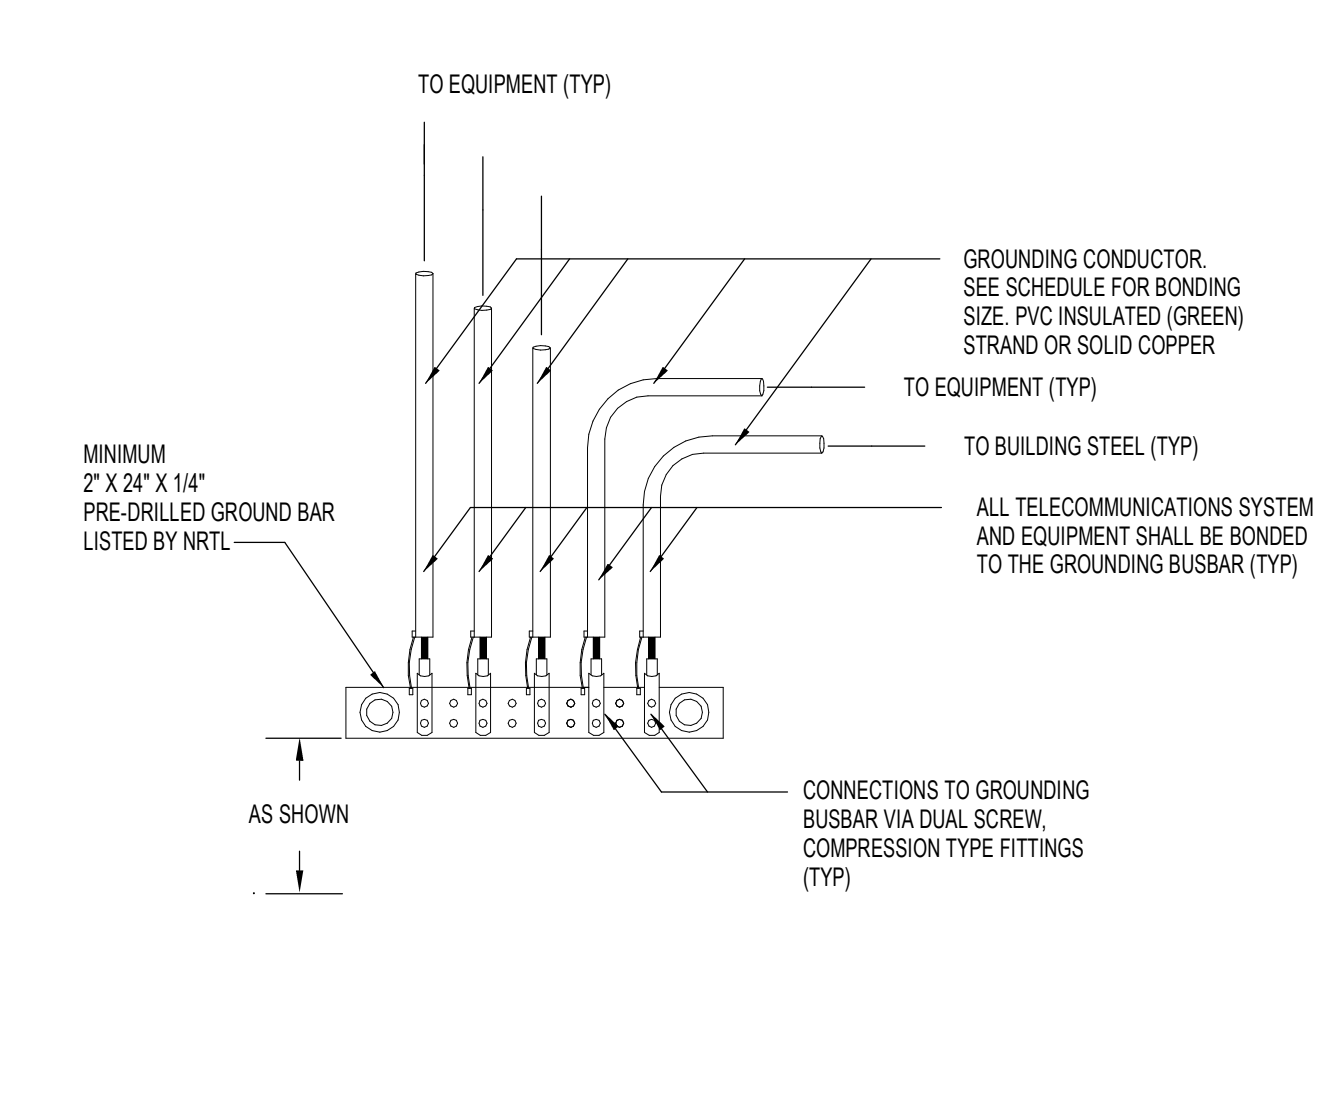 TO EQUIPMENT (TYP)
GROUNDING CONDUCTOR.
SEE SCHEDULE FOR BONDING
SIZE. PVC INSULATED (GREEN)
STRAND OR SOLID COPPER
TO EQUIPMENT (TYP)
TO BUILDING STEEL (TYP)
MINIMUM
2" X 24" X 1/4"
PRE-DRILLED GROUND BAR
LISTED BY NRTL
ALL TELECOMMUNICATIONS SYSTEM
AND EQUIPMENT SHALL BE BONDED
TO THE GROUNDING BUSBAR (TYP)
AS SHOWN
CONNECTIONS TO GROUNDING
BUSBAR VIA DUAL SCREW,
COMPRESSION TYPE FITTINGS
(TYP)